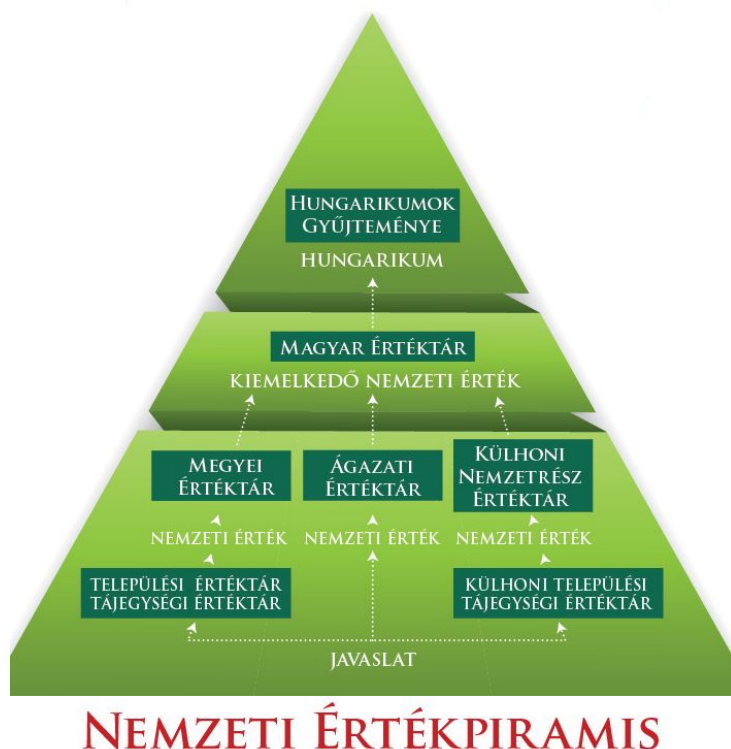 HUNGARIKUMOK
GYŰJTEMÉNYE
HUNGARIKUM
MAGYAR ÉRTÉKTÁR
KIEMELKEDŐ NEMZETI ÉRTÉK
MEGYEI
ÉRTÉKTÁR
ÁGAZATI
ÉRTÉKTÁR
KÜLHONI
NEMZETRÉSZ
ÉRTÉKTÁR
NEMZETI ÉRTÉK
NEMZETI ÉRTÉK
NEMZETI ÉRTÉK
TELEPÜLÉSI ÉRTÉKTÁR
TÁJEGYSÉGI ÉRTÉKTÁR
KÜLHONI TELEPÜLÉSI
TÁJEGYSÉGI ÉRTÉKTÁR
JAVASLAT
NEMZETI ÉRTÉKPIRAMIS